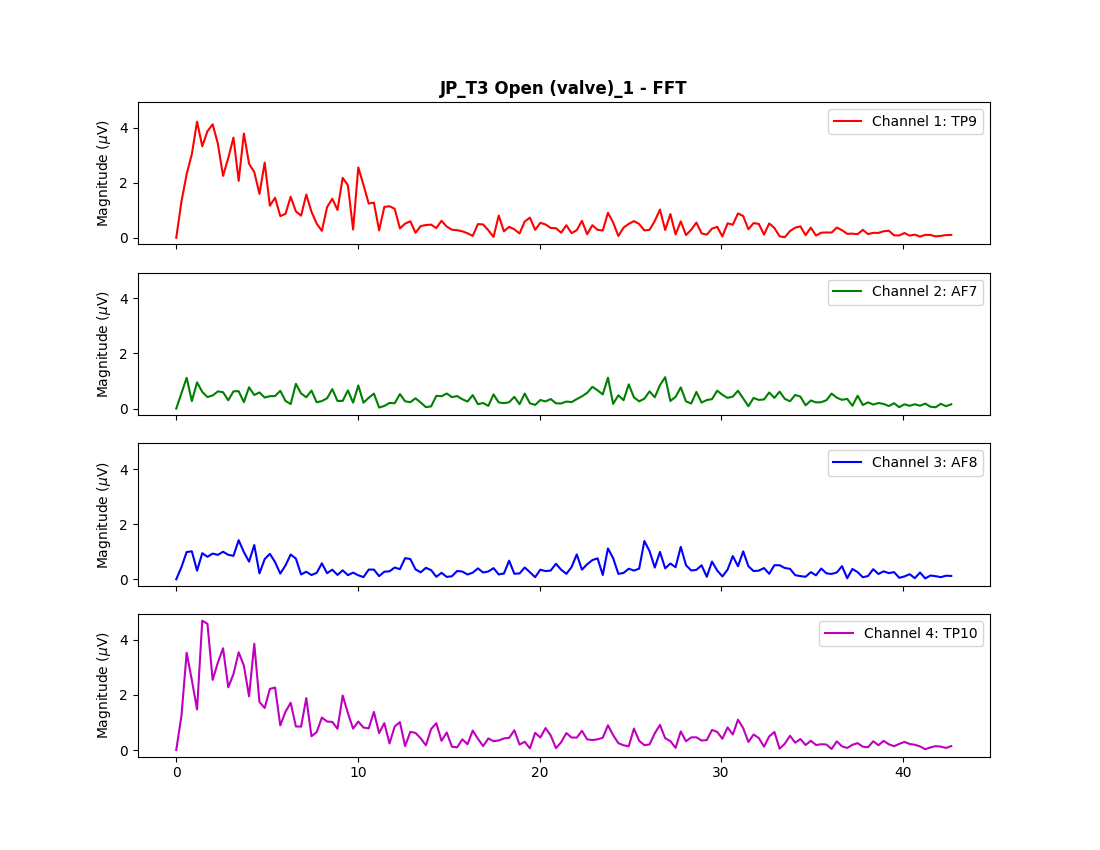 JP_T3 Open (valve)_1 - FFT
4
2
0
Magnitude (μV)
Channel 1: TP9
4
2
0
Magnitude (μV)
Channel 2: AF7
4
2
0
Magnitude (μV)
Channel 3: AF8
4
2
0
Magnitude (μV)
Channel 4: TP10
0 10 20 30 40